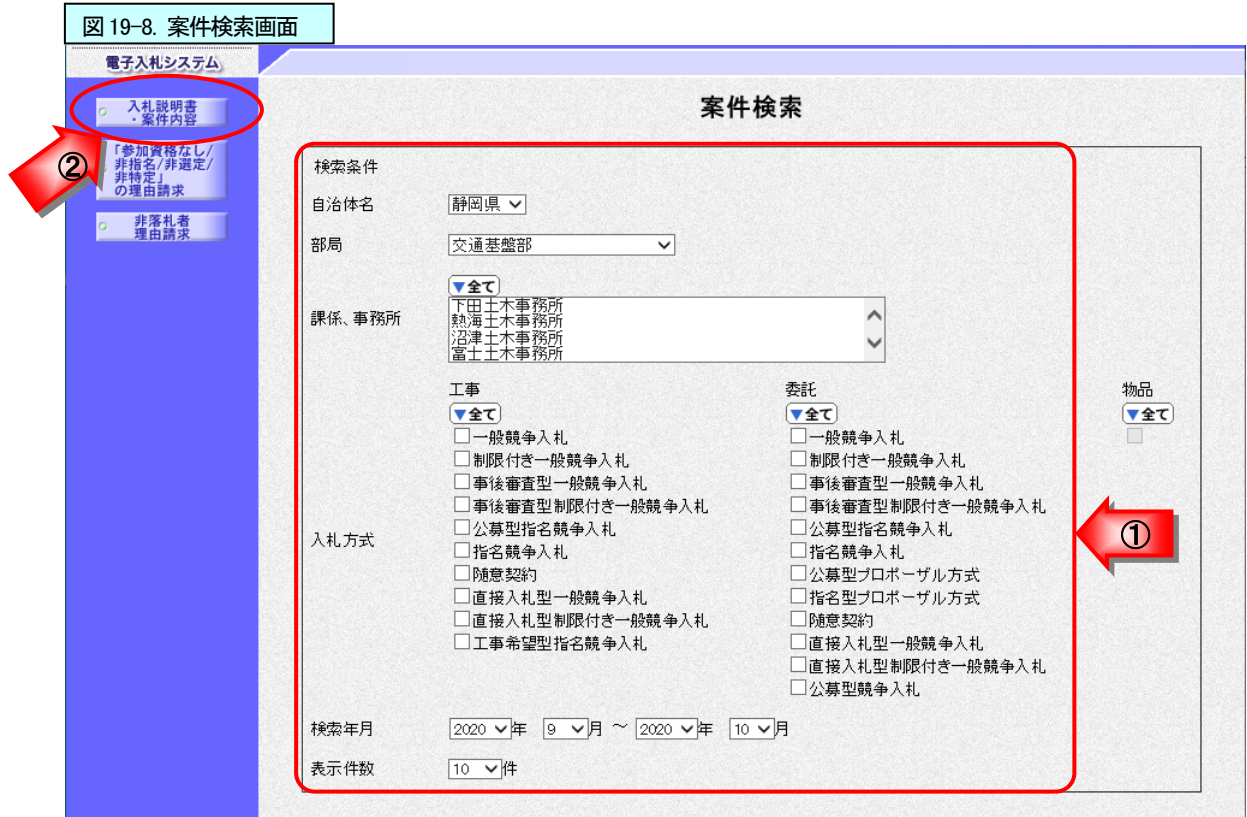 図 19-8. 案件検索画面
電子入札システム
入札説明書
・案件内容
②
「参加資格なし/
非指名/非選定/
非特定」
の理由請求
非落札者
理由請求
案件検索
検索条件
自治体名 静岡県
部局 交通基盤部
▼全て
課係、事務所
下田土木事務所
熱海土木事務所
沼津土木事務所
富士土木事務所
入札方式
工事
▼全て
一般競争入札
制限付き一般競争入札
事後審査型一般競争入札
事後審査型制限付き一般競争入札
公募型指名競争入札
指名競争入札
随意契約
直接入札型一般競争入札
直接入札型制限付き一般競争入札
工事希望型指名競争入札
委託
▼全て
一般競争入札
制限付き一般競争入札
事後審査型一般競争入札
事後審査型制限付き一般競争入札
公募型指名競争入札
指名競争入札
公募型プロポーザル方式
指名型プロポーザル方式
随意契約
直接入札型一般競争入札
直接入札型制限付き一般競争入札
公募型競争入札
物品
▼全て
①
検索年月 2020 年 9 月 ～ 2020 年 10 月
表示件数 10 件